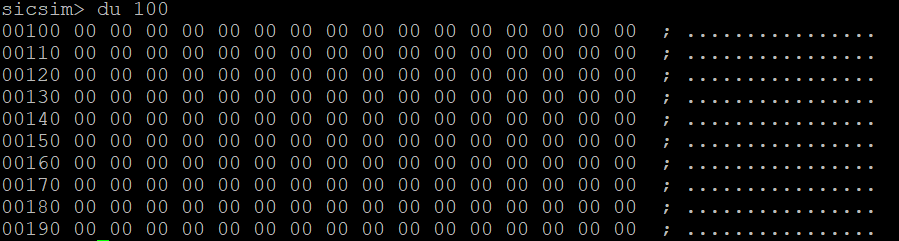 sicsim> du 100
00100 00 00 00 00 00 00 00 00 00 00 00 00 00 00 00 00 ; ................
00110 00 00 00 00 00 00 00 00 00 00 00 00 00 00 00 00 ; ................
00120 00 00 00 00 00 00 00 00 00 00 00 00 00 00 00 00 ; ................
00130 00 00 00 00 00 00 00 00 00 00 00 00 00 00 00 00 ; ................
00140 00 00 00 00 00 00 00 00 00 00 00 00 00 00 00 00 ; ................
00150 00 00 00 00 00 00 00 00 00 00 00 00 00 00 00 00 ; ................
00160 00 00 00 00 00 00 00 00 00 00 00 00 00 00 00 00 ; ................
00170 00 00 00 00 00 00 00 00 00 00 00 00 00 00 00 00 ; ................
00180 00 00 00 00 00 00 00 00 00 00 00 00 00 00 00 00 ; ................
00190 00 00 00 00 00 00 00 00 00 00 00 00 00 00 00 00 ; ................